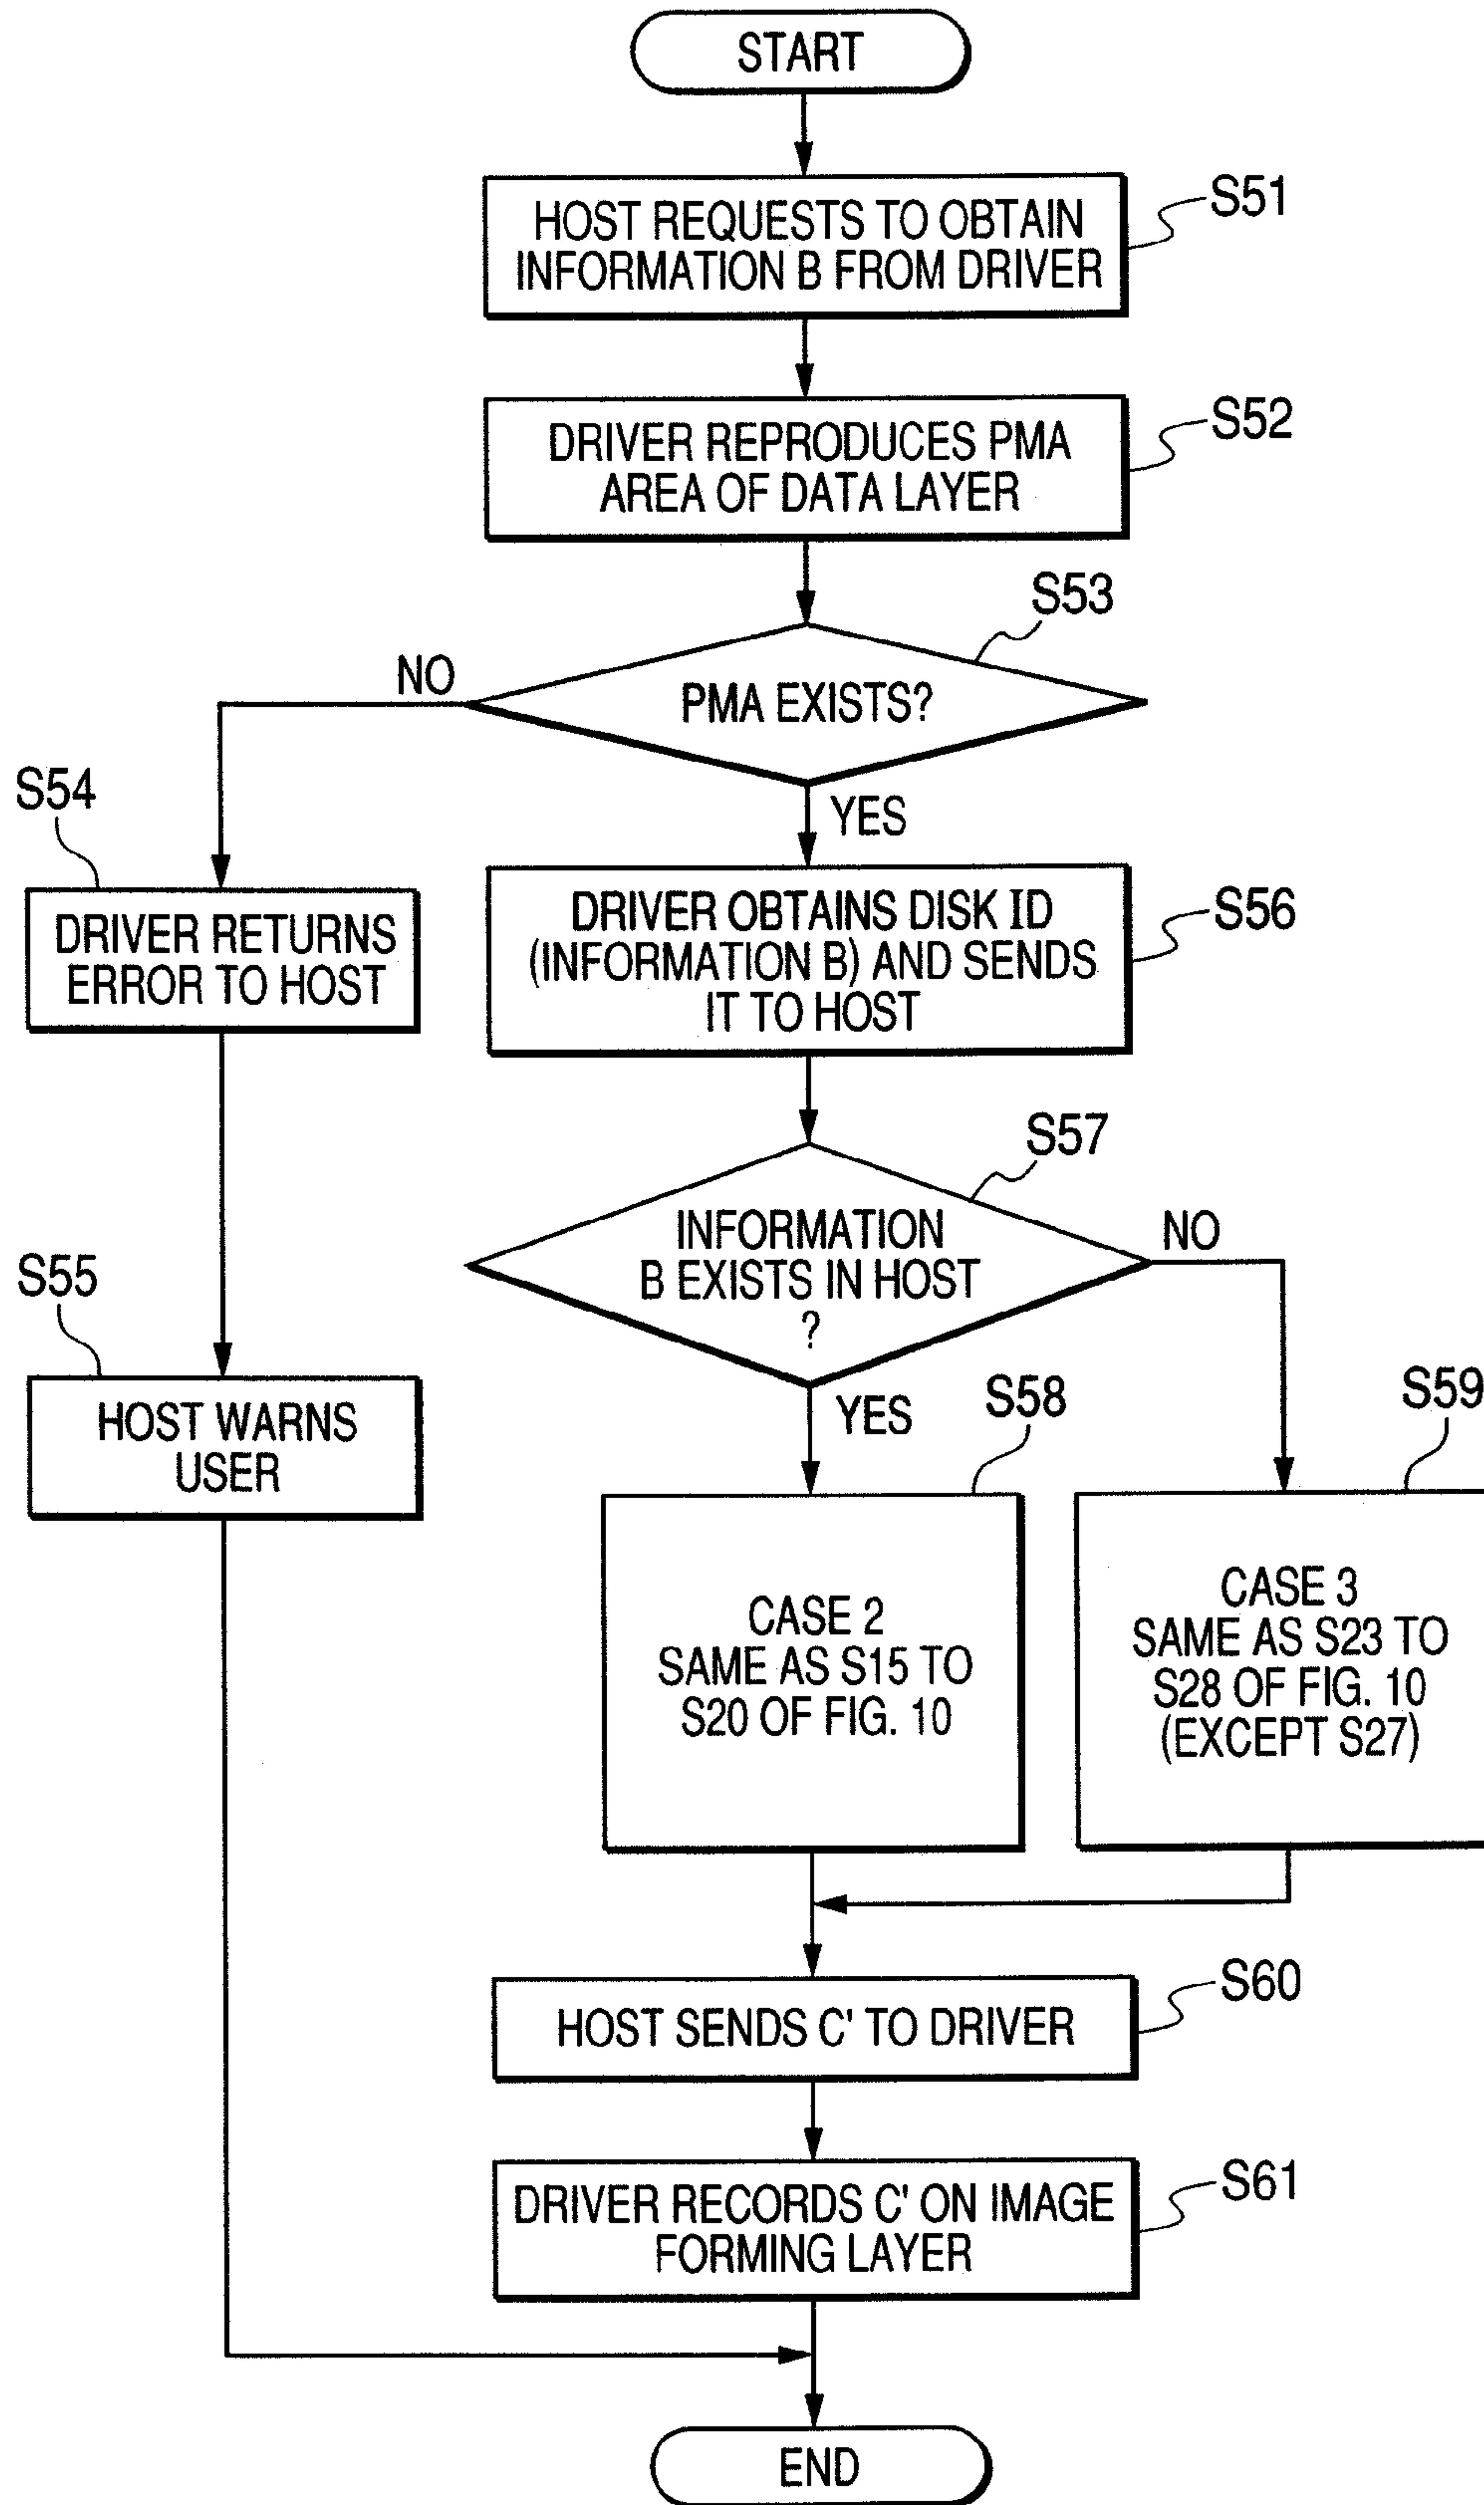 START
HOST REQUESTS TO OBTAIN
INFORMATION B FROM DRIVER
S51
DRIVER REPRODUCES PMA
AREA OF DATA LAYER
S52
S53
PMA EXISTS?
NO
YES
S54
DRIVER RETURNS
ERROR TO HOST
DRIVER OBTAINS DISK ID
(INFORMATION B) AND SENDS
IT TO HOST
S56
S57
INFORMATION
B EXISTS IN HOST
?
NO
YES
S55
HOST WARNS
USER
S58
CASE 2
SAME AS S15 TO
S20 OF FIG. 10
S59
CASE 3
SAME AS S23 TO
S28 OF FIG. 10
(EXCEPT S27)
HOST SENDS C' TO DRIVER
S60
DRIVER RECORDS C' ON IMAGE
FORMING LAYER
S61
END